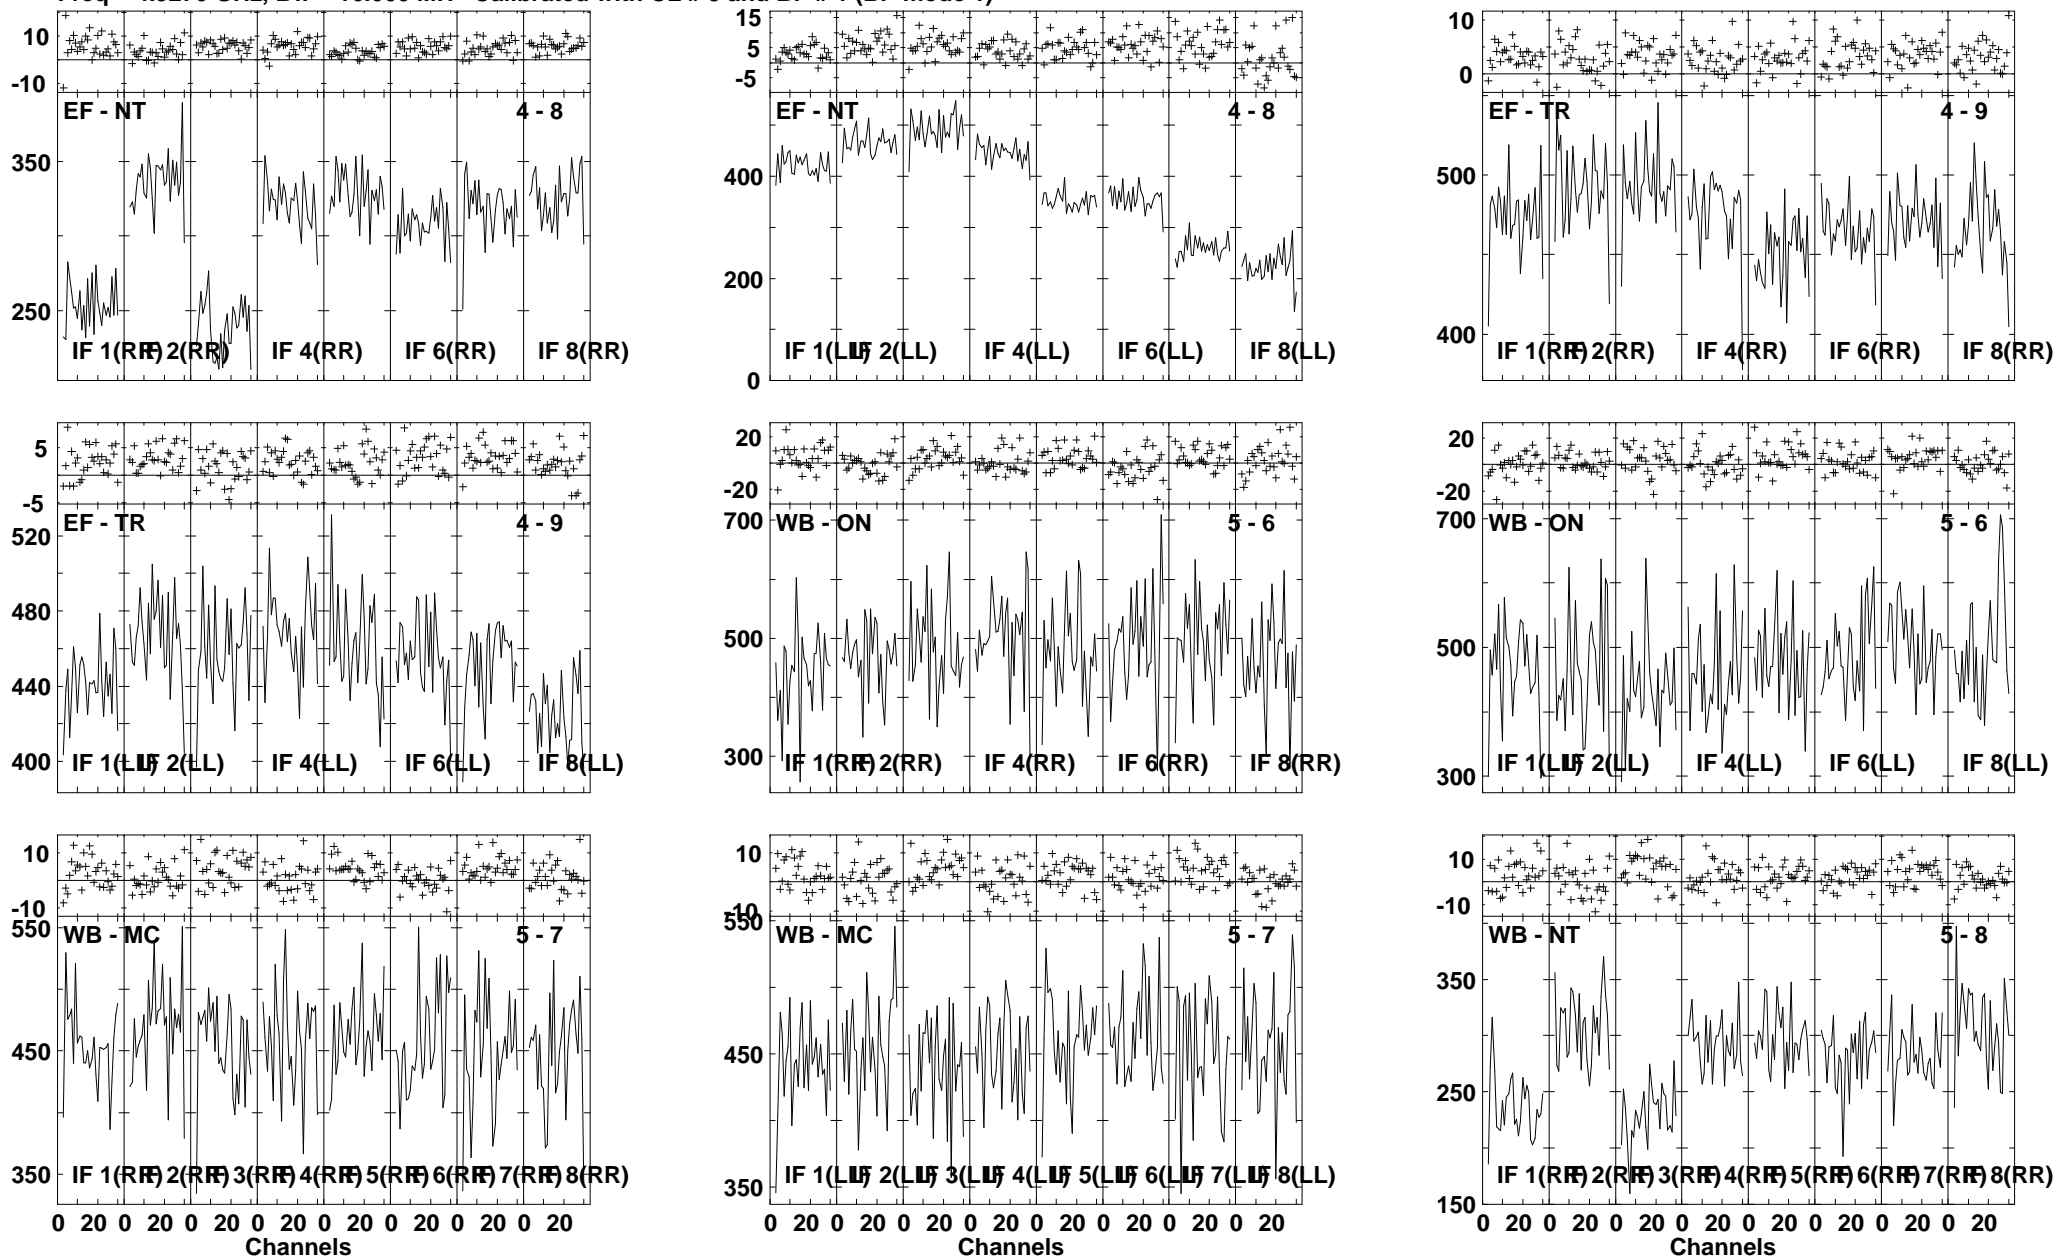 10
-10
EF - NT 4 - 8
350
250
IF 1(RR) IF 2(RR) IF 4(RR) IF 6(RR) IF 8(RR)
15
5
-5
EF - NT 4 - 8
400
200
0
IF 1(LL) IF 2(LL) IF 4(LL) IF 6(LL) IF 8(LL)
10
0
EF - TR 4 - 9
500
400
IF 1(RR) IF 2(RR) IF 4(RR) IF 6(RR) IF 8(RR)
5
-5
EF - TR 4 - 9
520
480
440
400
IF 1(LL) IF 2(LL) IF 4(LL) IF 6(LL) IF 8(LL)
20
-20
WB - ON 5 - 6
700
500
300
IF 1(RR) IF 2(RR) IF 4(RR) IF 6(RR) IF 8(RR)
20
-20
WB - ON 5 - 6
700
500
300
IF 1(LL) IF 2(LL) IF 4(LL) IF 6(LL) IF 8(LL)
10
-10
WB - MC 5 - 7
550
450
350
IF 1(RR) IF 2(RR) IF 3(RR) IF 4(RR) IF 5(RR) IF 6(RR) IF 7(RR) IF 8(RR)
0 20 0 20 0 20 0 20 0 20 0 20 0 20 0 20
Channels
10
-10
WB - MC 5 - 7
550
450
350
IF 1(LL) IF 2(LL) IF 3(LL) IF 4(LL) IF 5(LL) IF 6(LL) IF 7(LL) IF 8(LL)
0 20 0 20 0 20 0 20 0 20 0 20 0 20 0 20
Channels
10
-10
WB - NT 5 - 8
350
250
150
IF 1(RR) IF 2(RR) IF 3(RR) IF 4(RR) IF 5(RR) IF 6(RR) IF 7(RR) IF 8(RR)
0 20 0 20 0 20 0 20 0 20 0 20 0 20 0 20
Channels